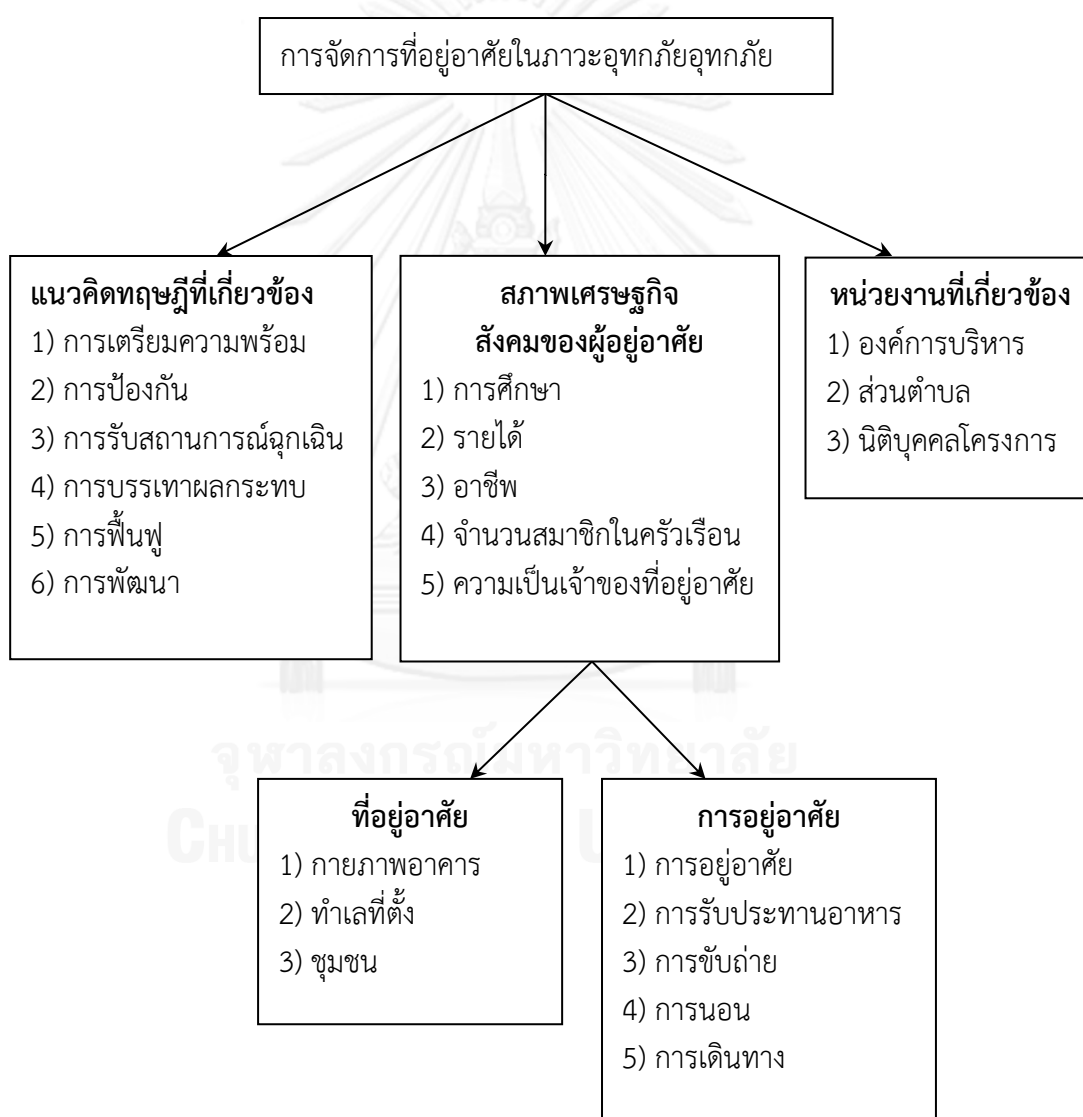 การจัดการที่อยู่อาศัยในภาวะอุทกภัยอุทกภัย
แนวคิดทฤษฎีที่เกี่ยวข้อง
1) การเตรียมความพร้อม
2) การป้องกัน
3) การรับสถานการณ์ฉุกเฉิน
4) การบรรเทาผลกระทบ
5) การฟื้นฟู
6) การพัฒนา
สภาพเศรษฐกิจ
สังคมของผู้อยู่อาศัย
1) การศึกษา
2) รายได้
3) อาชีพ
4) จำนวนสมาชิกในครัวเรือน
5) ความเป็นเจ้าของที่อยู่อาศัย
หน่วยงานที่เกี่ยวข้อง
1) องค์การบริหาร
2) ส่วนตำบล
3) นิติบุคคลโครงการ
จุฬาลงกรณ์มหาวิทยาลัย
ที่อยู่อาศัย
1) กายภาพอาคาร
2) ทำเลที่ตั้ง
3) ชุมชน
การอยู่อาศัย
1) การอยู่อาศัย
2) การรับประทานอาหาร
3) การขับถ่าย
4) การนอน
5) การเดินทาง